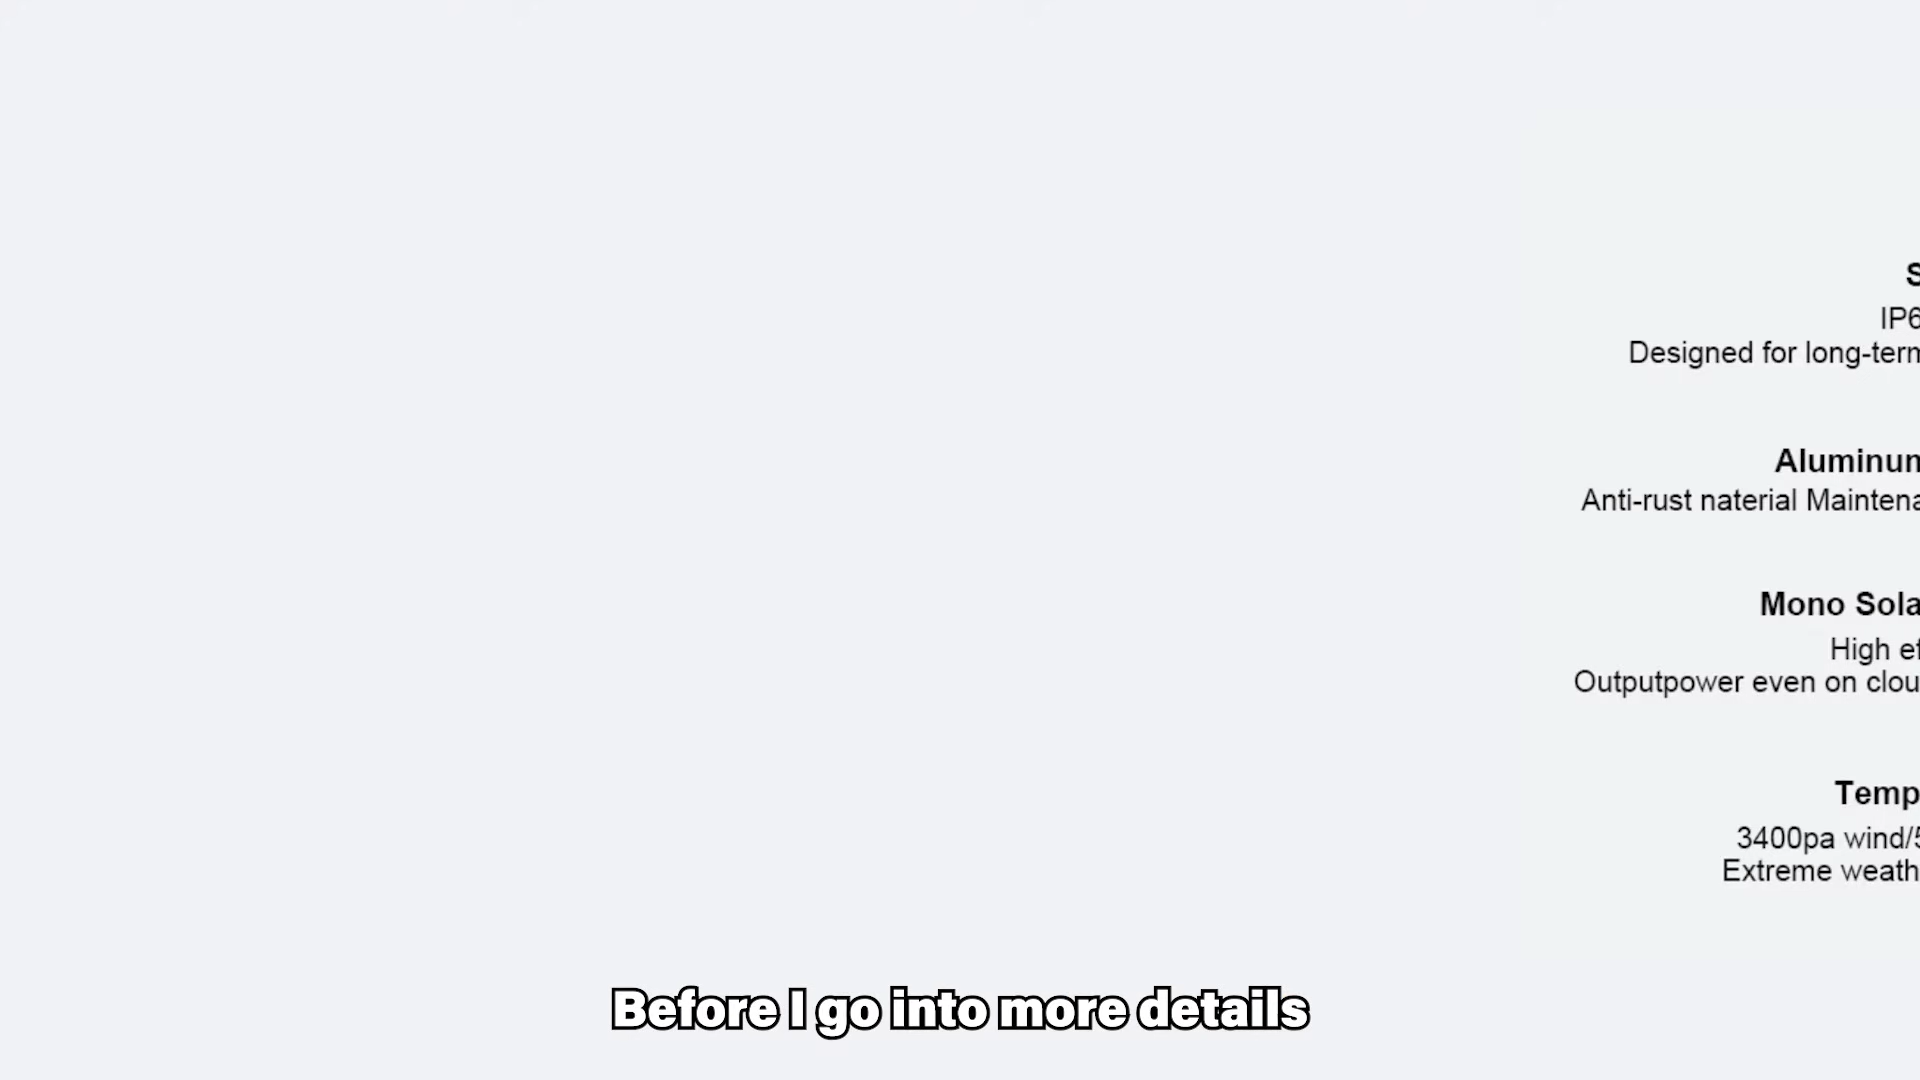 S
IP6
Designed for long-term
Aluminum
Anti-rust naterial Maintena
Mono Sola
High ef
Outputpower even on clou
Temp
3400pa wind/5
Extreme weath
Before I go into more details